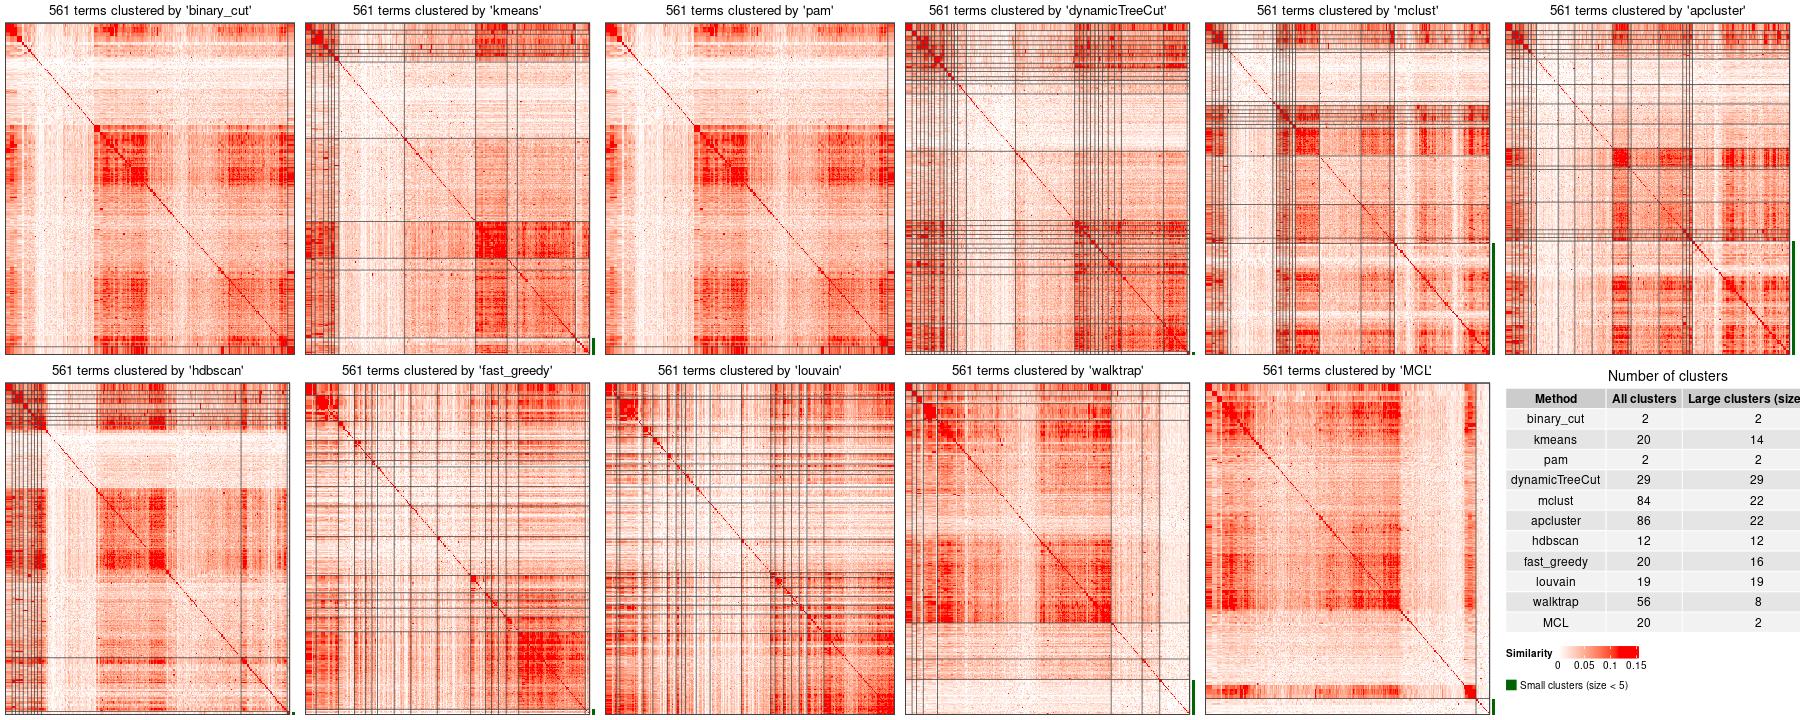 561 terms clustered by 'binary_cut'
561 terms clustered by 'kmeans'
561 terms clustered by 'pam'
561 terms clustered by 'dynamicTreeCut'
561 terms clustered by 'mclust'
561 terms clustered by 'apcluster'
561 terms clustered by 'hdbscan'
561 terms clustered by 'fast_greedy'
561 terms clustered by 'louvain'
561 terms clustered by 'walktrap'
561 terms clustered by 'MCL'
Number of clusters
Method All clusters Large clusters (size
binary_cut 2 2
kmeans 20 14
pam 2 2
dynamicTreeCut 29 29
mclust 84 22
apcluster 86 22
hdbscan 12 12
fast_greedy 20 16
louvain 19 19
walktrap 56 8
MCL 20 2
Similarity
0 0.05 0.1 0.15
Small clusters (size < 5)